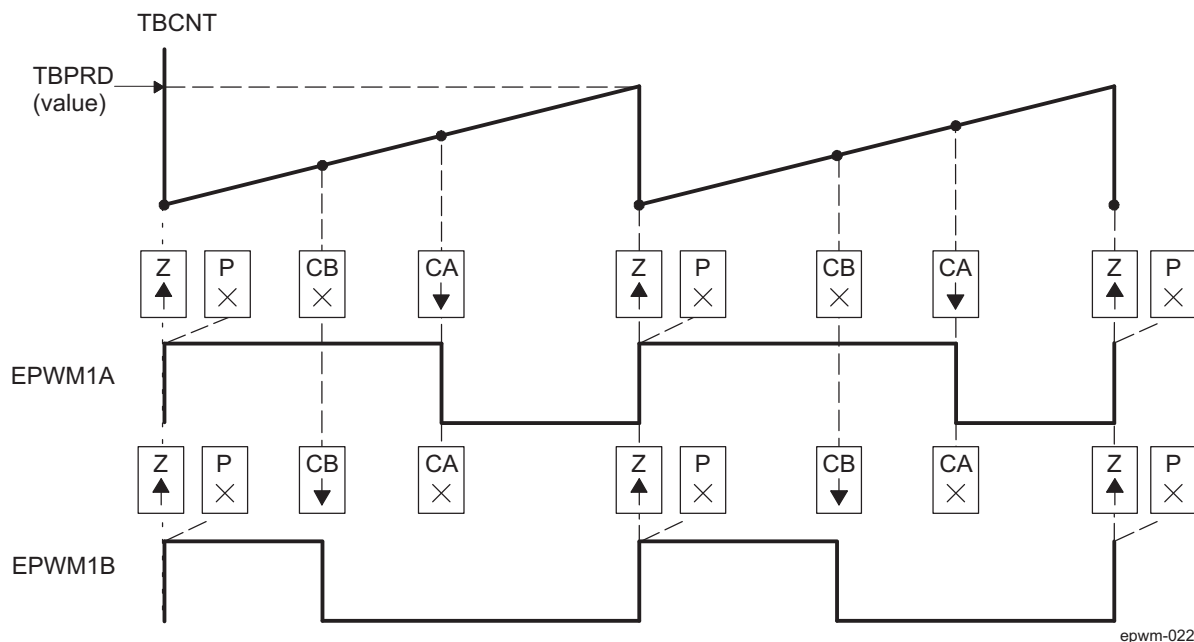 TBCNT
TBPRD
(value)
Z P CB CA Z P CB CA Z P
EPWM1A
Z P CB CA Z P CB CA Z P
EPWM1B
epwm-022